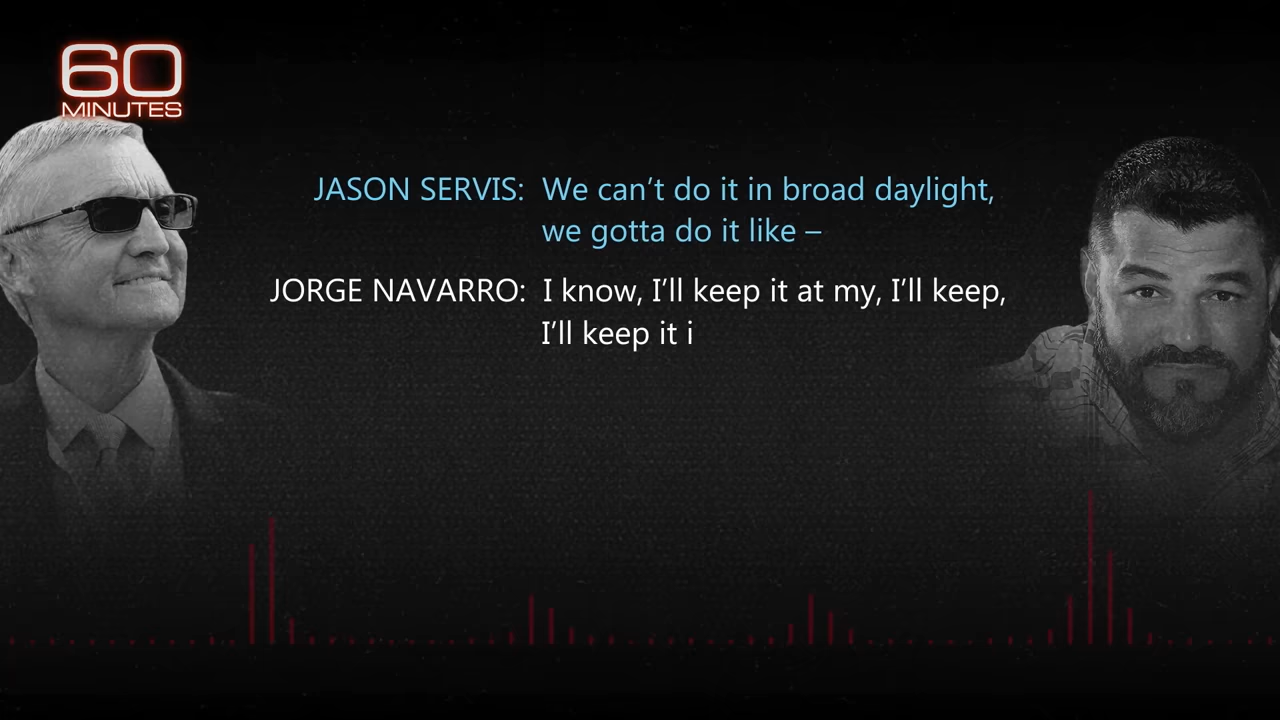 60
MINUTES
JASON SERVIS: We can’t do it in broad daylight,
we gotta do it like –
JORGE NAVARRO: I know, I’ll keep it at my, I’ll keep,
I’ll keep it i